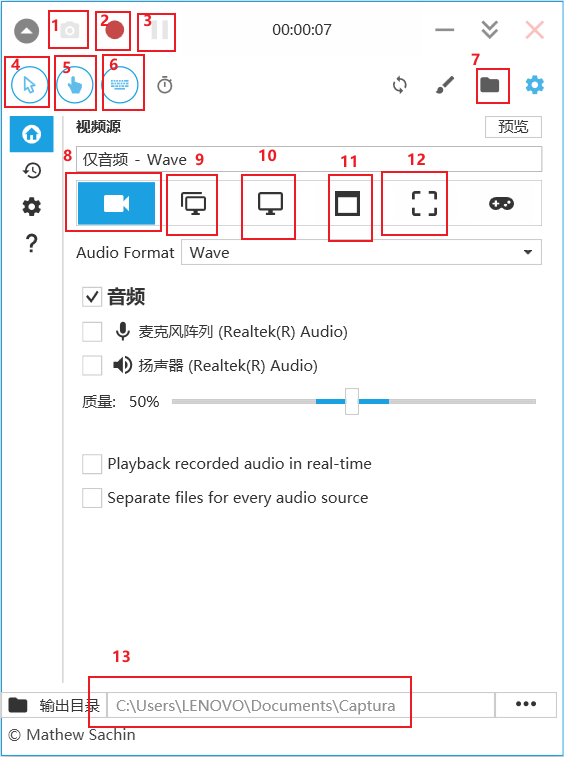 1
2
3
00:00:07
4
5
6
7
视频源
预览
8
仅音频 - Wave
9
10
11
12
Audio Format
Wave
音频
麦克风阵列 (Realtek(R) Audio)
扬声器 (Realtek(R) Audio)
质量: 50%
Playback recorded audio in real-time
Separate files for every audio source
13
输出目录
C:\Users\LENOVO\Documents\Captura
•••
© Mathew Sachin